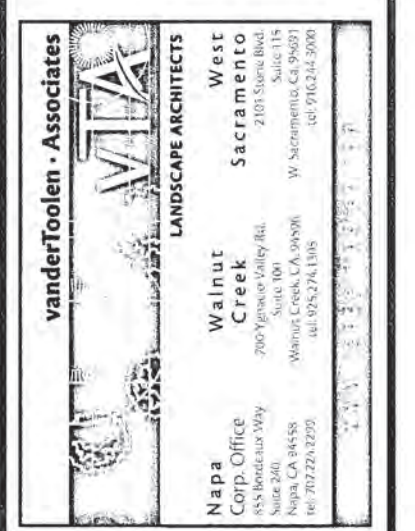 vanderToolen · Associates
VTA
LANDSCAPE ARCHITECTS
Napa
Corp. Office
855 Bordeaux Way
Suite 240
Napa, CA 94558
tel: 707.224.2299
Walnut
Creek
700 Ygnacio Valley Rd.
Suite 100
Walnut Creek, CA. 94596
tel: 925.274.1305
West
Sacramento
2101 Stone Blvd.
Suite 115
W. Sacramento, Ca. 95691
tel: 916.244.3000